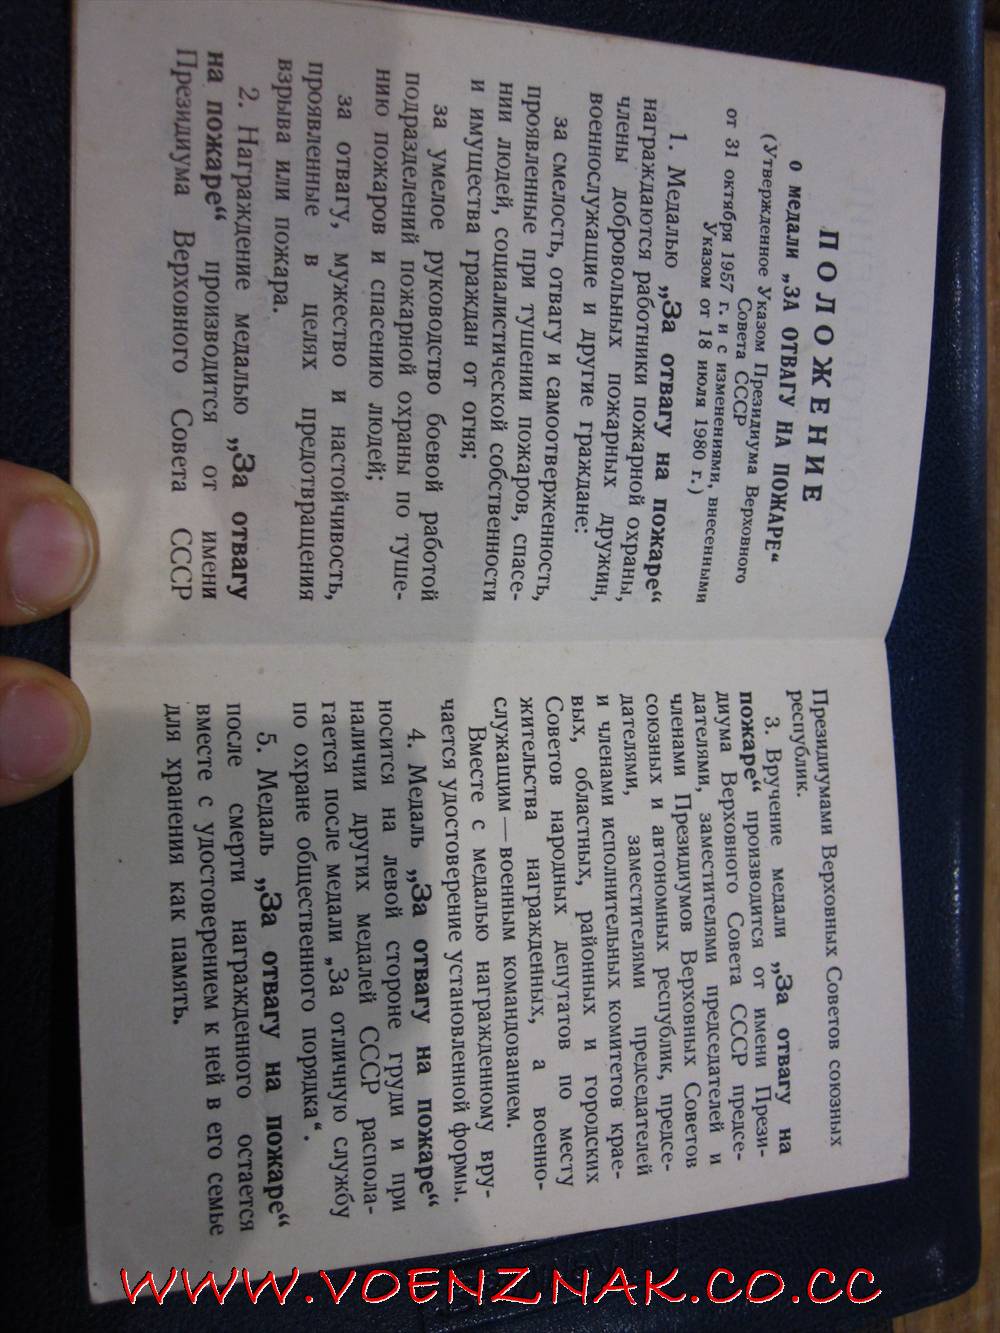 ПОЛОЖЕНИЕ
о медали „ЗА ОТВАГУ НА ПОЖАРЕ“
(Утвержденное Указом Президиума Верховного
Совета СССР
от 31 октября 1957 г. и с изменениями, внесенными
Указом от 18 июля 1980 г.)
1. Медалью „За отвагу на пожаре“
награждаются работники пожарной охраны,
члены добровольных пожарных дружин,
военнослужащие и другие граждане:
за смелость, отвагу и самоотверженность,
проявленные при тушении пожаров, спасе-
нии людей, социалистической собственности
и имущества граждан от огня;
за умелое руководство боевой работой
подразделений пожарной охраны по туше-
нию пожаров и спасению людей;
за отвагу, мужество и настойчивость,
проявленные в целях предотвращения
взрыва или пожара.
2. Награждение медалью „За отвагу
на пожаре“ производится от имени
Президиума Верховного Совета СССР
Президиумами Верховных Советов союзных
республик.
3. Вручение медали „За отвагу на
пожаре“ производится от имени Прези-
диума Верховного Совета СССР предсе-
дателями, заместителями председателей и
членами Президиумов Верховных Советов
союзных и автономных республик, предсе-
дателями, заместителями председателей
и членами исполнительных комитетов крае-
вых, областных, районных и городских
Советов народных депутатов по месту
жительства награжденных, а военно-
служащим — военным командованием.
Вместе с медалью награжденному вру-
чается удостоверение установленной формы.
4. Медаль „За отвагу на пожаре“
носится на левой стороне груди и при
наличии других медалей СССР распола-
гается после медали „За отличную службу
по охране общественного порядка“.
5. Медаль „За отвагу на пожаре“
после смерти награжденного остается
вместе с удостоверением к ней в его семье
для хранения как память.
WWW.VOENZNAK.CO.CC